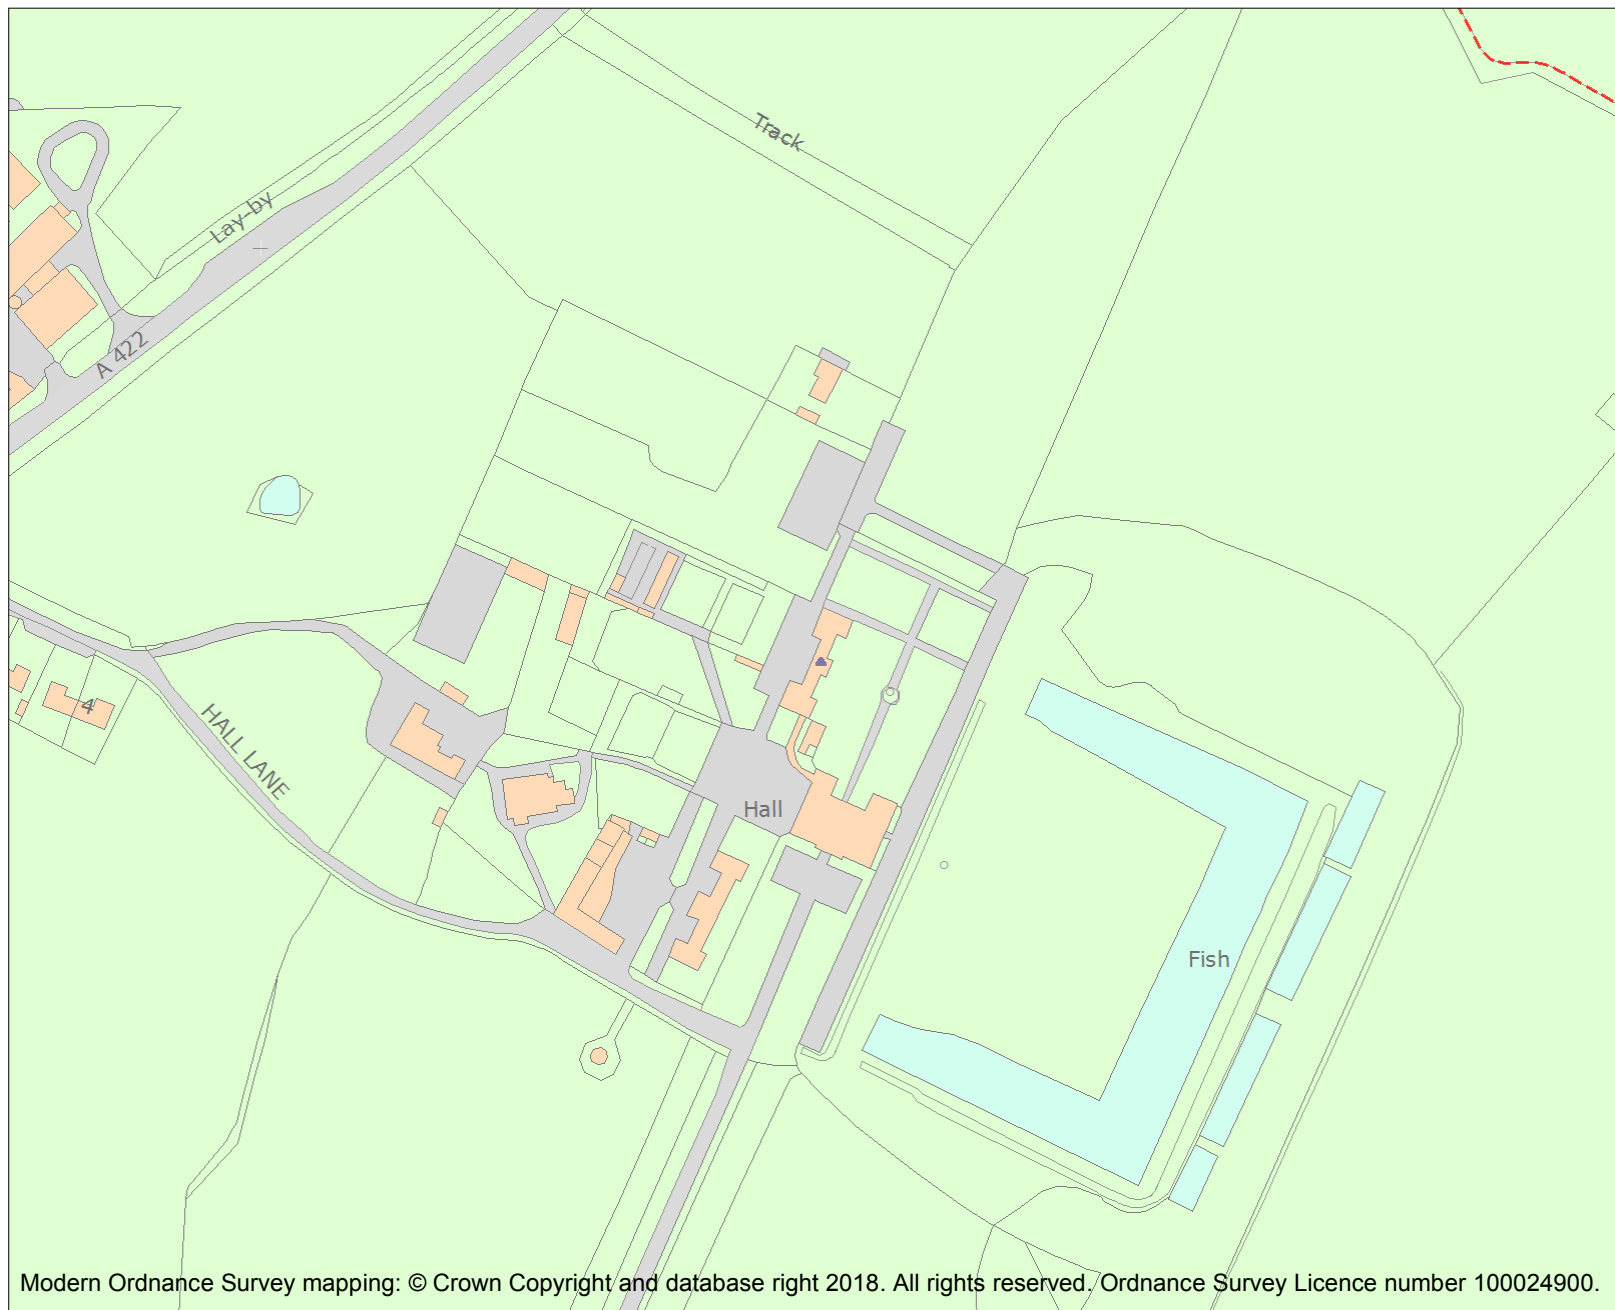 Track
Lay-by
A 422
4
HALL LANE
Hall
Fish
Modern Ordnance Survey mapping: © Crown Copyright and database right 2018. All rights reserved. Ordnance Survey Licence number 100024900.